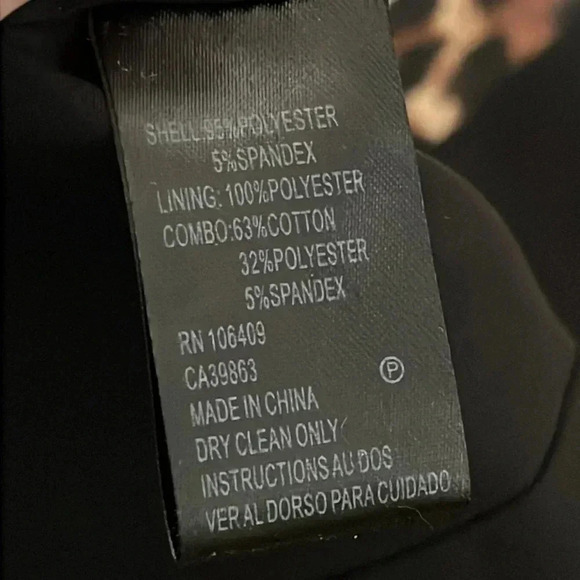 SHELL:95%POLYESTER
5%SPANDEX
LINING:100%POLYESTER
COMBO:63%COTTON
32%POLYESTER
5%SPANDEX
RN 106409
CA39863
P
MADE IN CHINA
DRY CLEAN ONLY
INSTRUCTIONS AU DOS
VER AL DORSO PARA CUIDADO